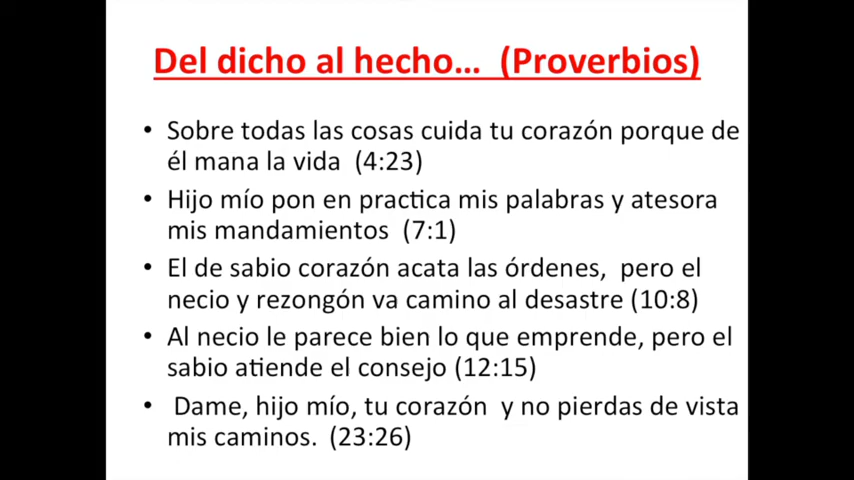 Del dicho al hecho... (Proverbios)
• Sobre todas las cosas cuida tu corazón porque de
él mana la vida (4:23)
• Hijo mío pon en practica mis palabras y atesora
mis mandamientos (7:1)
• El de sabio corazón acata las órdenes, pero el
necio y rezongón va camino al desastre (10:8)
• Al necio le parece bien lo que emprende, pero el
sabio atiende el consejo (12:15)
• Dame, hijo mío, tu corazón y no pierdas de vista
mis caminos. (23:26)